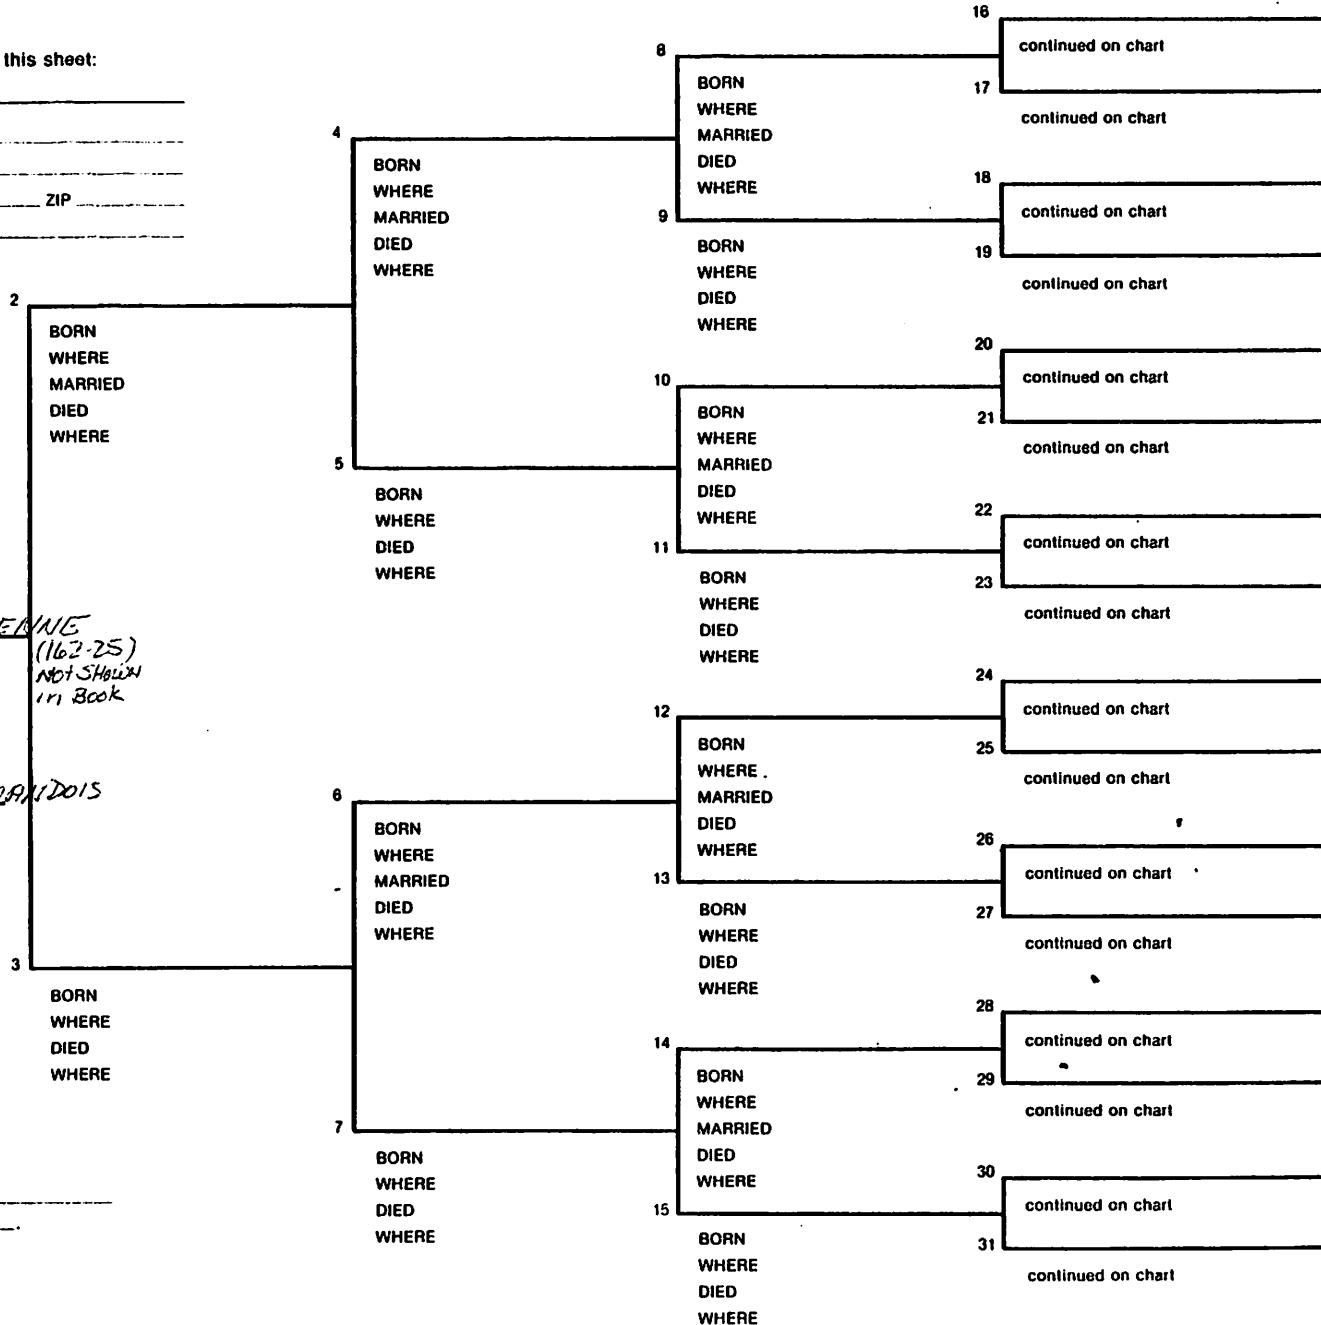 this sheet:
ZIP
2
BORN
WHERE
MARRIED
DIED
WHERE
ENNE
(162-25)
Not Shown
in Book
RANDOIS
3
BORN
WHERE
DIED
WHERE
4
BORN
WHERE
MARRIED
DIED
WHERE
5
BORN
WHERE
DIED
WHERE
6
BORN
WHERE
MARRIED
DIED
WHERE
7
BORN
WHERE
DIED
WHERE
8
BORN
WHERE
MARRIED
DIED
WHERE
9
BORN
WHERE
DIED
WHERE
10
BORN
WHERE
MARRIED
DIED
WHERE
11
BORN
WHERE
DIED
WHERE
12
BORN
WHERE
MARRIED
DIED
WHERE
13
BORN
WHERE
DIED
WHERE
14
BORN
WHERE
MARRIED
DIED
WHERE
15
BORN
WHERE
DIED
WHERE
16
continued on chart
17
continued on chart
18
continued on chart
19
continued on chart
20
continued on chart
21
continued on chart
22
continued on chart
23
continued on chart
24
continued on chart
25
continued on chart
26
continued on chart
27
continued on chart
28
continued on chart
29
continued on chart
30
continued on chart
31
continued on chart